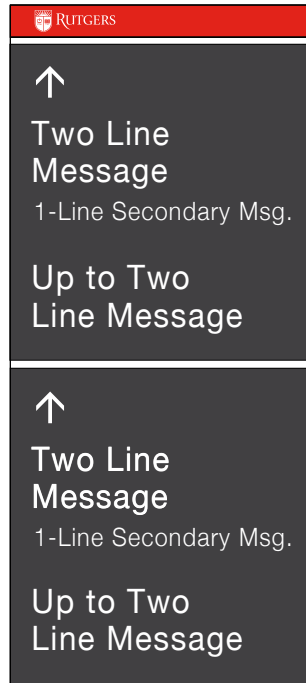 RUTGERS
Two Line
Message
1-Line Secondary Msg.
Up to Two
Line Message
Two Line
Message
1-Line Secondary Msg.
Up to Two
Line Message